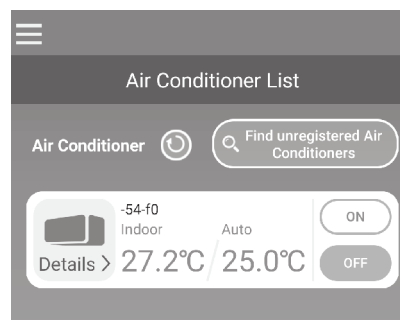 Air Conditioner List
Air Conditioner
Find unregistered Air
Conditioners
-54-f0
Indoor
Auto
ON
Details >
27.2℃
25.0℃
OFF